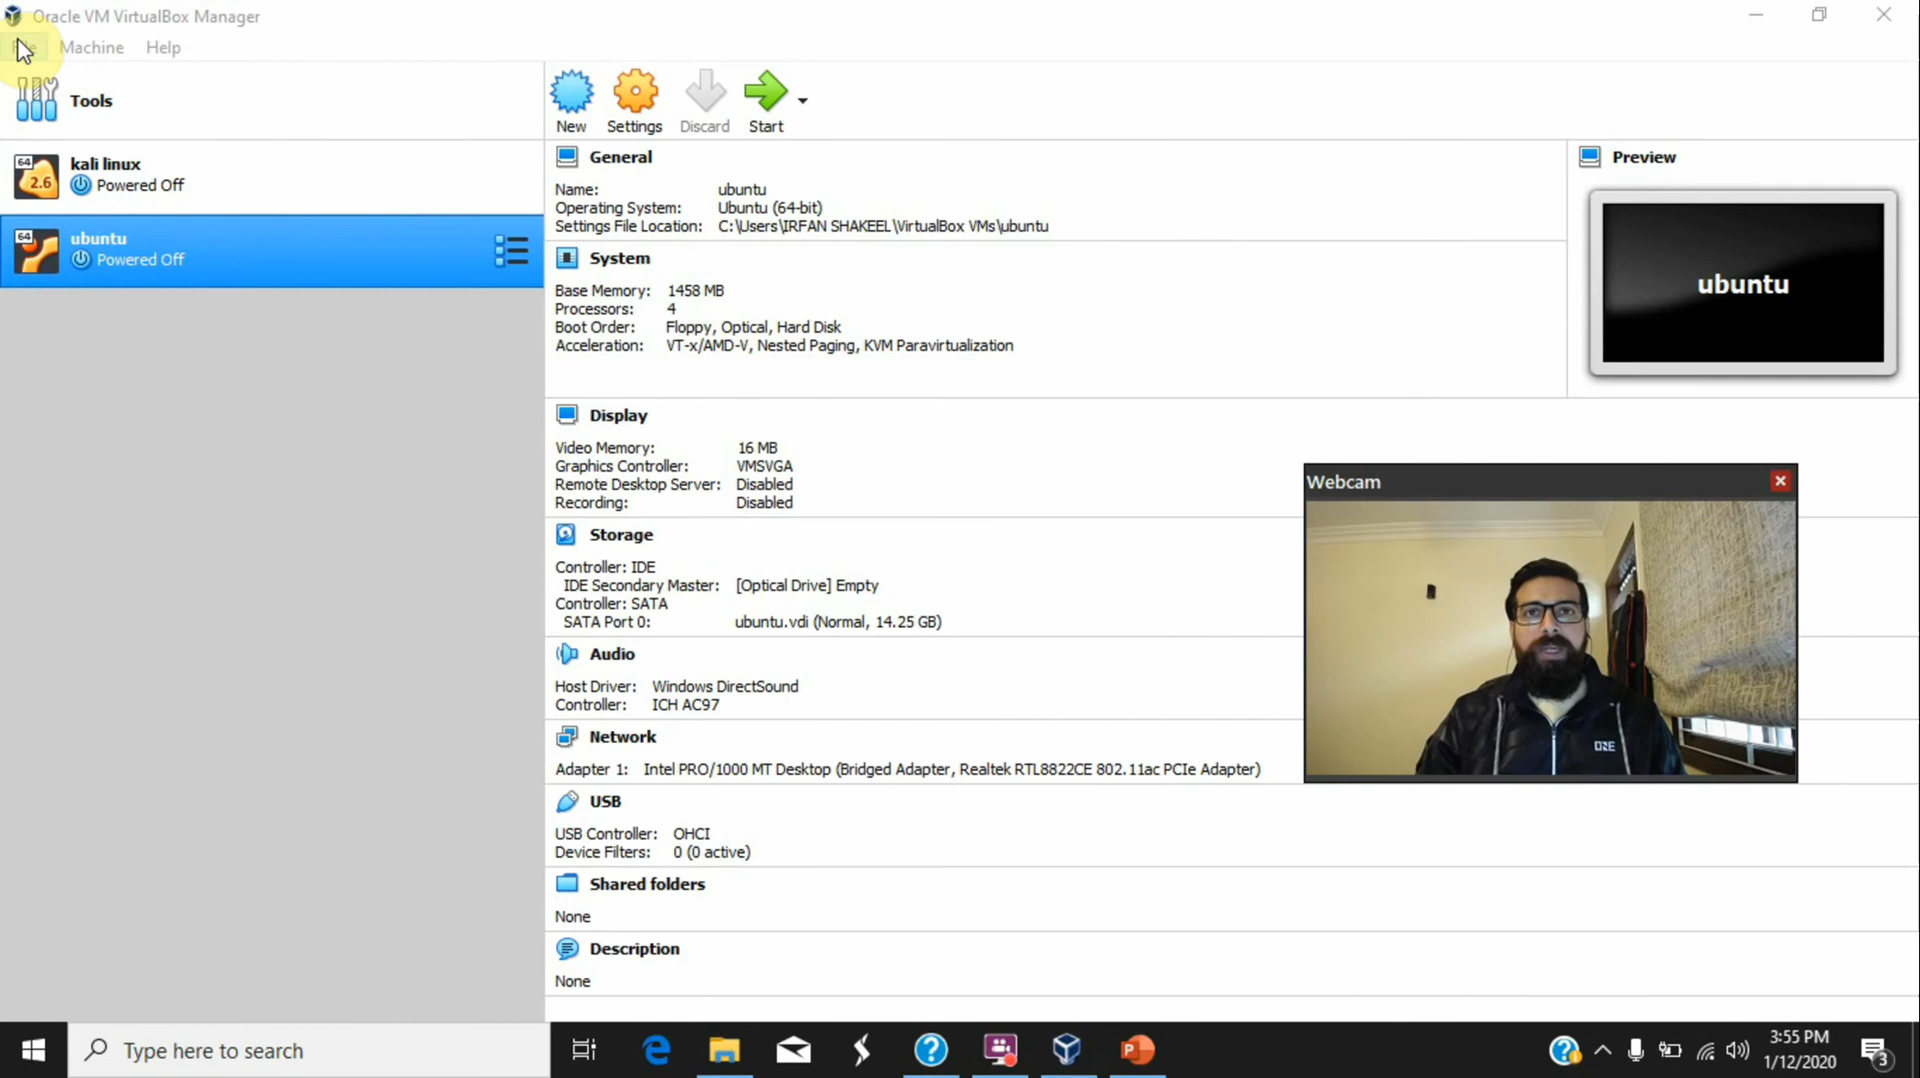 Oracle VM VirtualBox Manager
File Machine Help
Tools
New Settings Discard Start
64
2.6
kali linux
Powered Off
64
ubuntu
Powered Off
General
Name: ubuntu
Operating System: Ubuntu (64-bit)
Settings File Location: C:\Users\IRFAN SHAKEEL\VirtualBox VMs\ubuntu
Preview
ubuntu
System
Base Memory: 1458 MB
Processors: 4
Boot Order: Floppy, Optical, Hard Disk
Acceleration: VT-x/AMD-V, Nested Paging, KVM Paravirtualization
Display
Video Memory: 16 MB
Graphics Controller: VMSVGA
Remote Desktop Server: Disabled
Recording: Disabled
Webcam
Storage
Controller: IDE
IDE Secondary Master: [Optical Drive] Empty
Controller: SATA
SATA Port 0: ubuntu.vdi (Normal, 14.25 GB)
Audio
Host Driver: Windows DirectSound
Controller: ICH AC97
Network
Adapter 1: Intel PRO/1000 MT Desktop (Bridged Adapter, Realtek RTL8822CE 802.11ac PCIe Adapter)
USB
USB Controller: OHCI
Device Filters: 0 (0 active)
Shared folders
None
Description
None
Type here to search
3:55 PM
1/12/2020
3